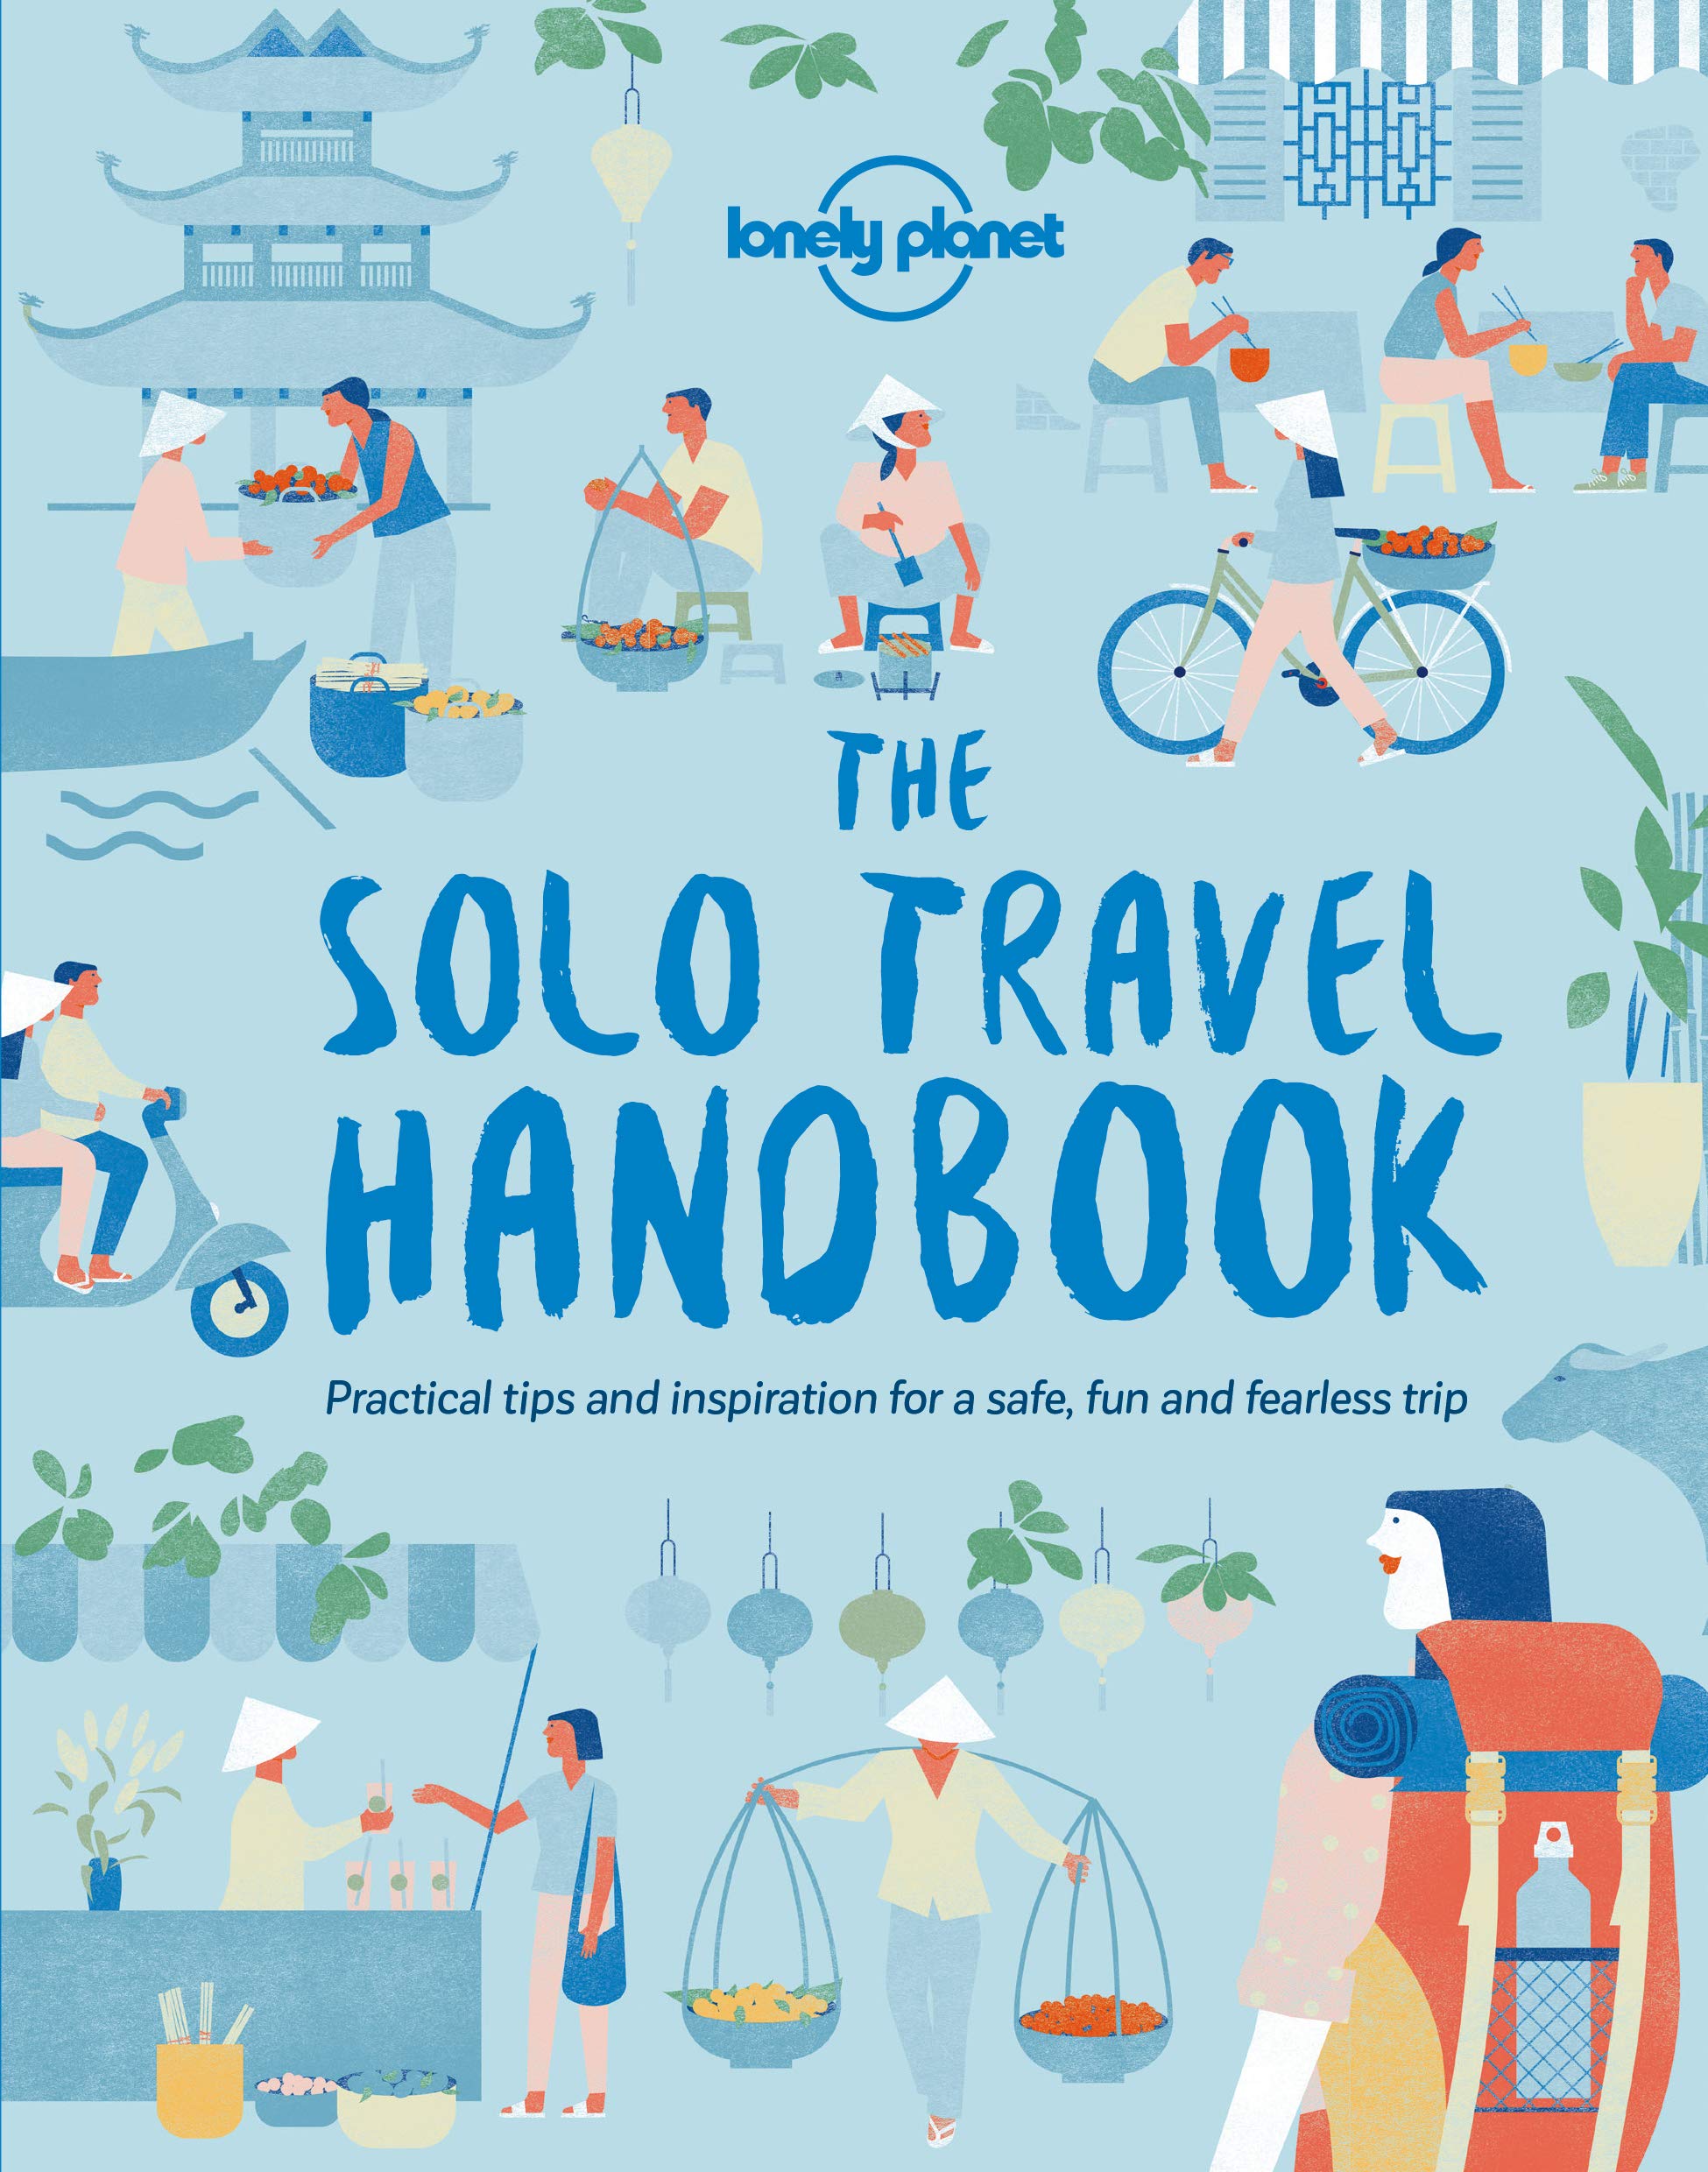 lonely planet
THE
SOLO TRAVEL
HANDBOOK
Practical tips and inspiration for a safe, fun and fearless trip